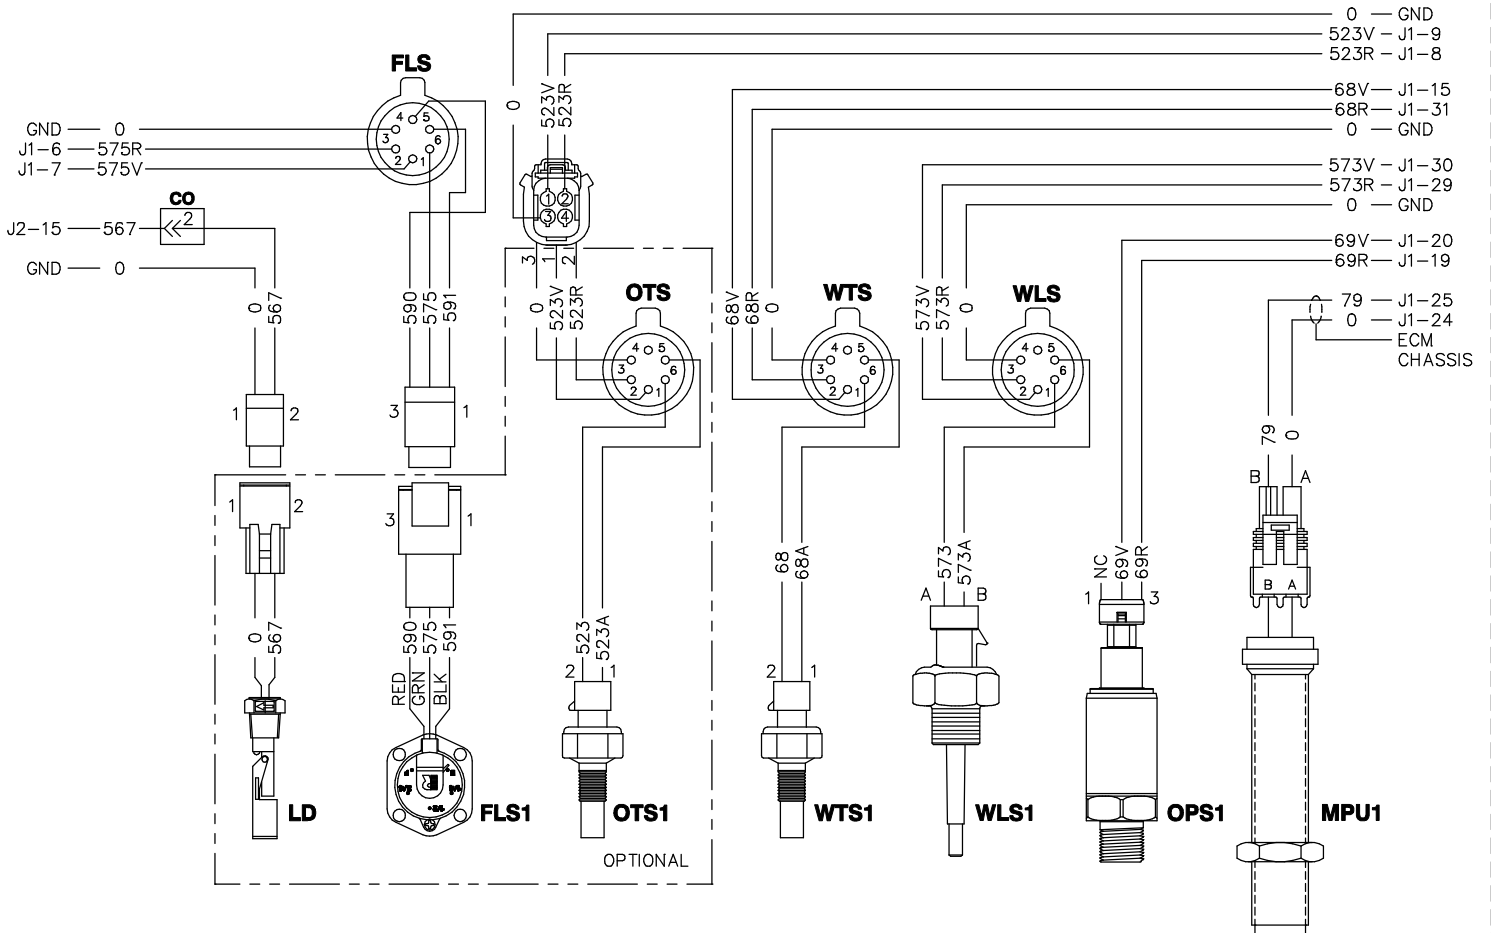 0 — GND
523V — J1-9
523R — J1-8
FLS
68V — J1-15
68R — J1-31
0 — GND
GND — 0
J1-6 — 575R
J1-7 — 575V
4 5
3 6
2 1
0
523V
523R
573V — J1-30
573R — J1-29
0 — GND
CO
2
J2-15 — 567
1 2
3 4
69V — J1-20
69R — J1-19
GND — 0
3 1 2
79 — J1-25
0 — J1-24
ECM
CHASSIS
0
567
590
575
591
0
523V
523R
OTS
WTS
WLS
68V
68R
0
573V
573R
0
4 5
3 6
2 1
4 5
3 6
2 1
4 5
3 6
2 1
1 2
3 1
79
0
B A
1 2
3 1
NC
69V
69R
68
68A
573
573A
B A
A B
1 3
0
567
590
575
591
523
523A
RED
GRN
BLK
2 1
2 1
LD
FLS1
OTS1
WTS1
WLS1
OPS1
MPU1
OPTIONAL